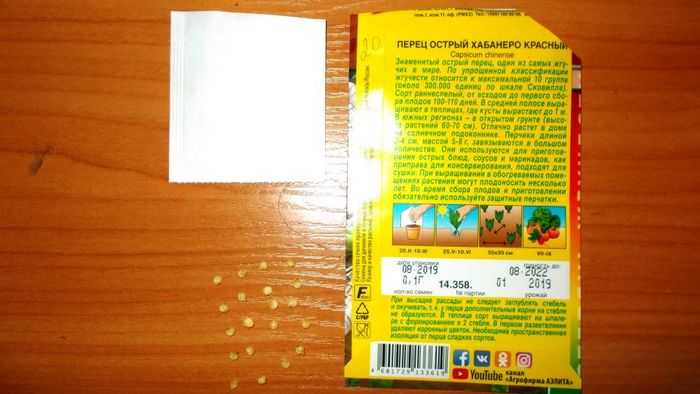 ПЕРЕЦ ОСТРЫЙ ХАБАНЕРО КРАСНЫЙ
Capsicum chinense
Знаменитый острый перец, один из самых жгу-
чих в мире. По упрощенной классификации
жгучести относится к максимальной 10 группе
(около 300.000 единиц по шкале Сковилла).
Сорт раннеспелый, от всходов до первого сбо-
ра плодов 100-110 дней. В средней полосе выра-
щивают в теплицах, где кусты вырастают до 1 м.
В южных регионах – в открытом грунте (высо-
та растений 60-70 см). Отлично растет в доме
на солнечном подоконнике. Перчики длиной
3-4 см, массой 5-8 г, завязываются в большом
количестве. Они используются для приготов-
ления острых блюд, соусов и маринадов, как
приправа для консервирования, подходят для
сушки. При выращивании в обогреваемых поме-
щениях растения могут плодоносить несколько
лет. Во время сбора плодов и приготовлении
обязательно используйте защитные перчатки.
20.II-10.III 25.V-10.VI 50x35 см VII-IX
дата упаковки годность до:
08-2019 08-2022
0,1Г 14.358. 01 2019
кол-во семян № партии урожай
При высадке рассады не следует заглублять стебель
и окучивать, т. к. у перца дополнительные корни на стебле
не образуются. В теплице сорт выращивают на шпале-
ре с формированием в 2 стебля. В первом разветвлении
удаляют коронный цветок. Необходима пространственная
изоляция от перца сладких сортов.
C/PAP
4 601729 133619
YouTube канал
«Агрофирма АЭЛИТА»